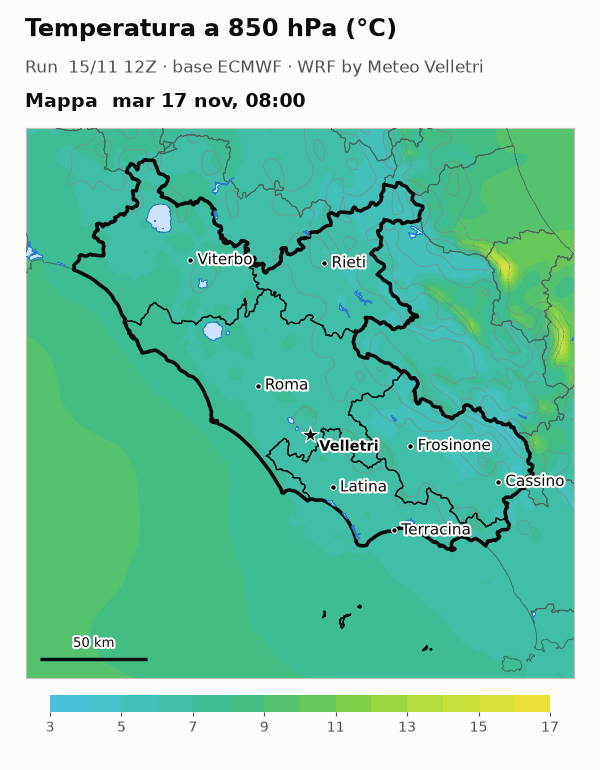 Temperatura a 850 hPa (°C)
Run  15/11 12Z · base ECMWF · WRF by Meteo Velletri
Mappa  mar 17 nov, 08:00
Viterbo
Rieti
Roma
Velletri
Frosinone
Cassino
Latina
Terracina
50 km
3 5 7 9 11 13 15 17